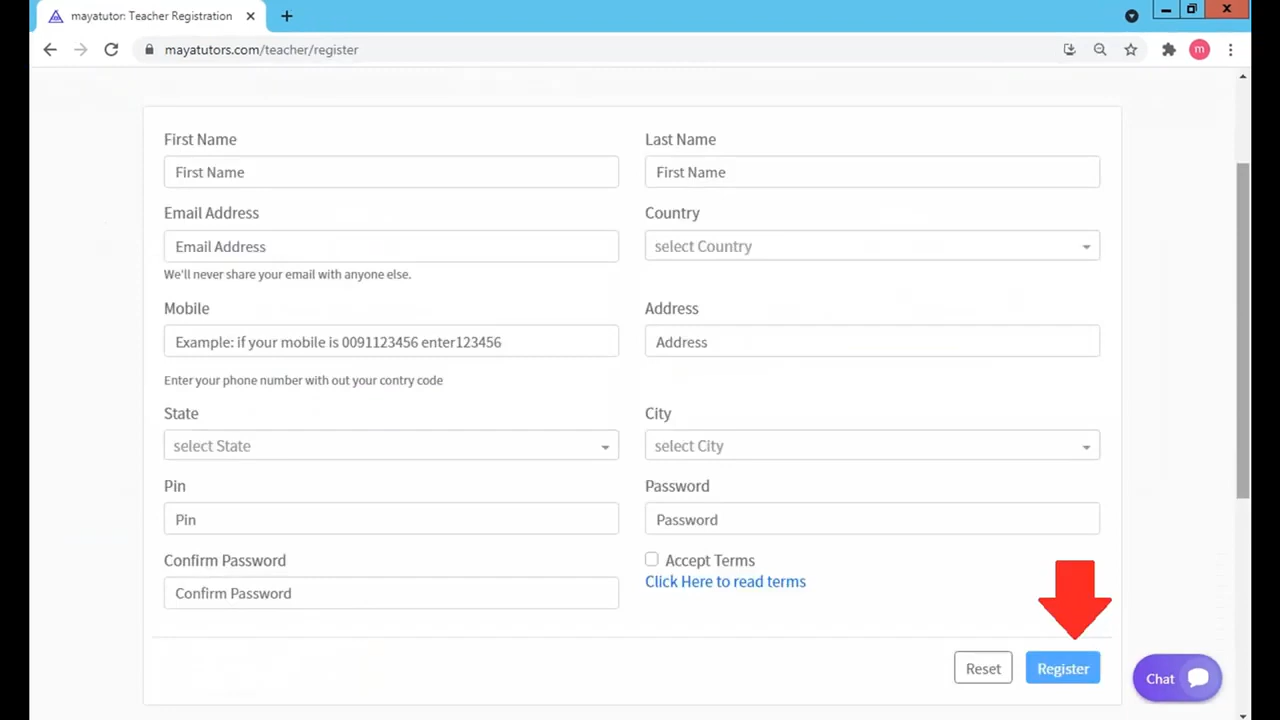 mayatutor: Teacher Registration
mayatutors.com/teacher/register
m
First Name
Last Name
First Name
First Name
Email Address
Country
Email Address
select Country
We'll never share your email with anyone else.
Mobile
Address
Example: if your mobile is 0091123456 enter123456
Address
Enter your phone number with out your contry code
State
City
select State
select City
Pin
Password
Pin
Password
Confirm Password
Accept Terms
Click Here to read terms
Confirm Password
Reset
Register
Chat